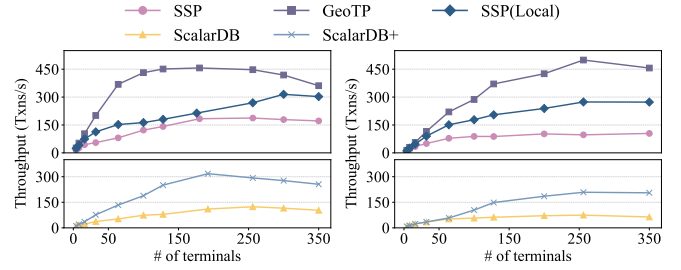 SSP GeoTP SSP(Local)
ScalarDB ScalarDB+
Throughput (Txns/s)
450
300
150
0
300
150
0
0 50 150 250 350
# of terminals
Throughput (Txns/s)
450
300
150
0
300
150
0
0 50 150 250 350
# of terminals